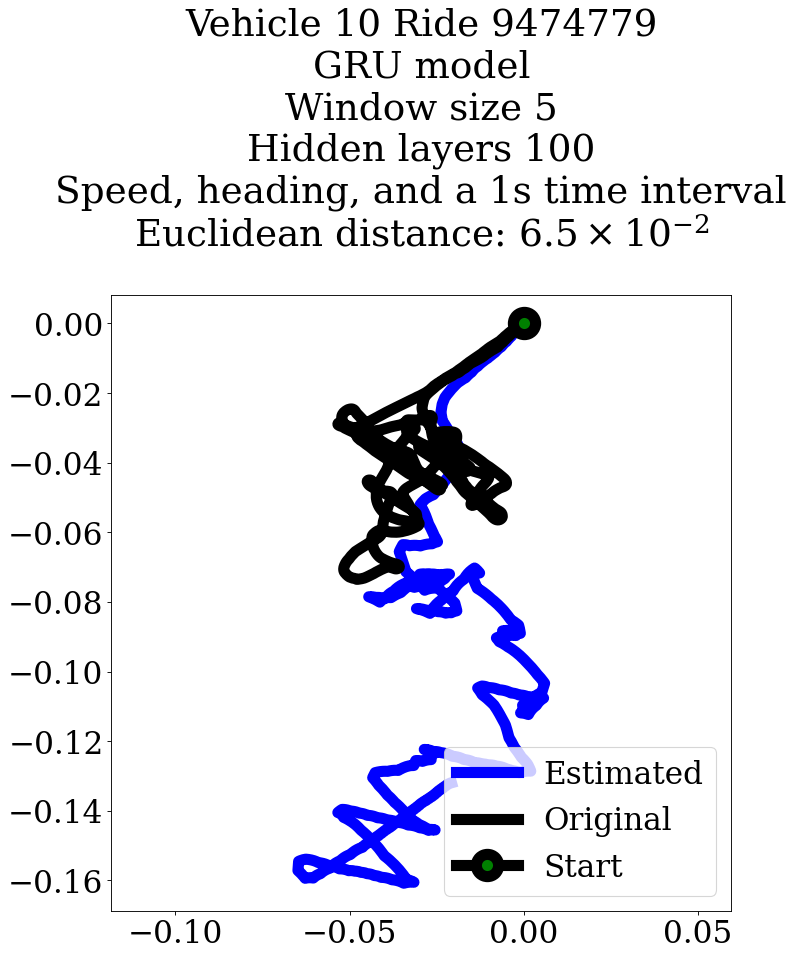 Vehicle 10 Ride 9474779
GRU model
Window size 5
Hidden layers 100
Speed, heading, and a 1s time interval
Euclidean distance: 6.5 × 10⁻²
0.00
−0.02
−0.04
−0.06
−0.08
−0.10
−0.12
−0.14
−0.16
Estimated
Original
Start
−0.10 −0.05 0.00 0.05